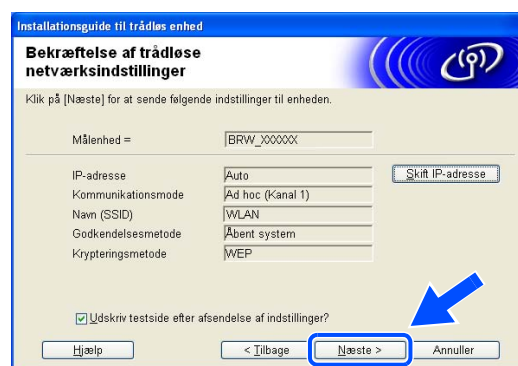 Installationsguide til trådløs enhed
Bekræftelse af trådløse
netværksindstillinger
Klik på [Næste] for at sende følgende indstillinger til enheden.
Målenhed = BRW_XXXXXX
IP-adresse Auto Skift IP-adresse
Kommunikationsmode Ad hoc (Kanal 1)
Navn (SSID) WLAN
Godkendelsesmetode Åbent system
Krypteringsmetode WEP
Udskriv testside efter afsendelse af indstillinger?
Hjælp < Tilbage Næste > Annuller